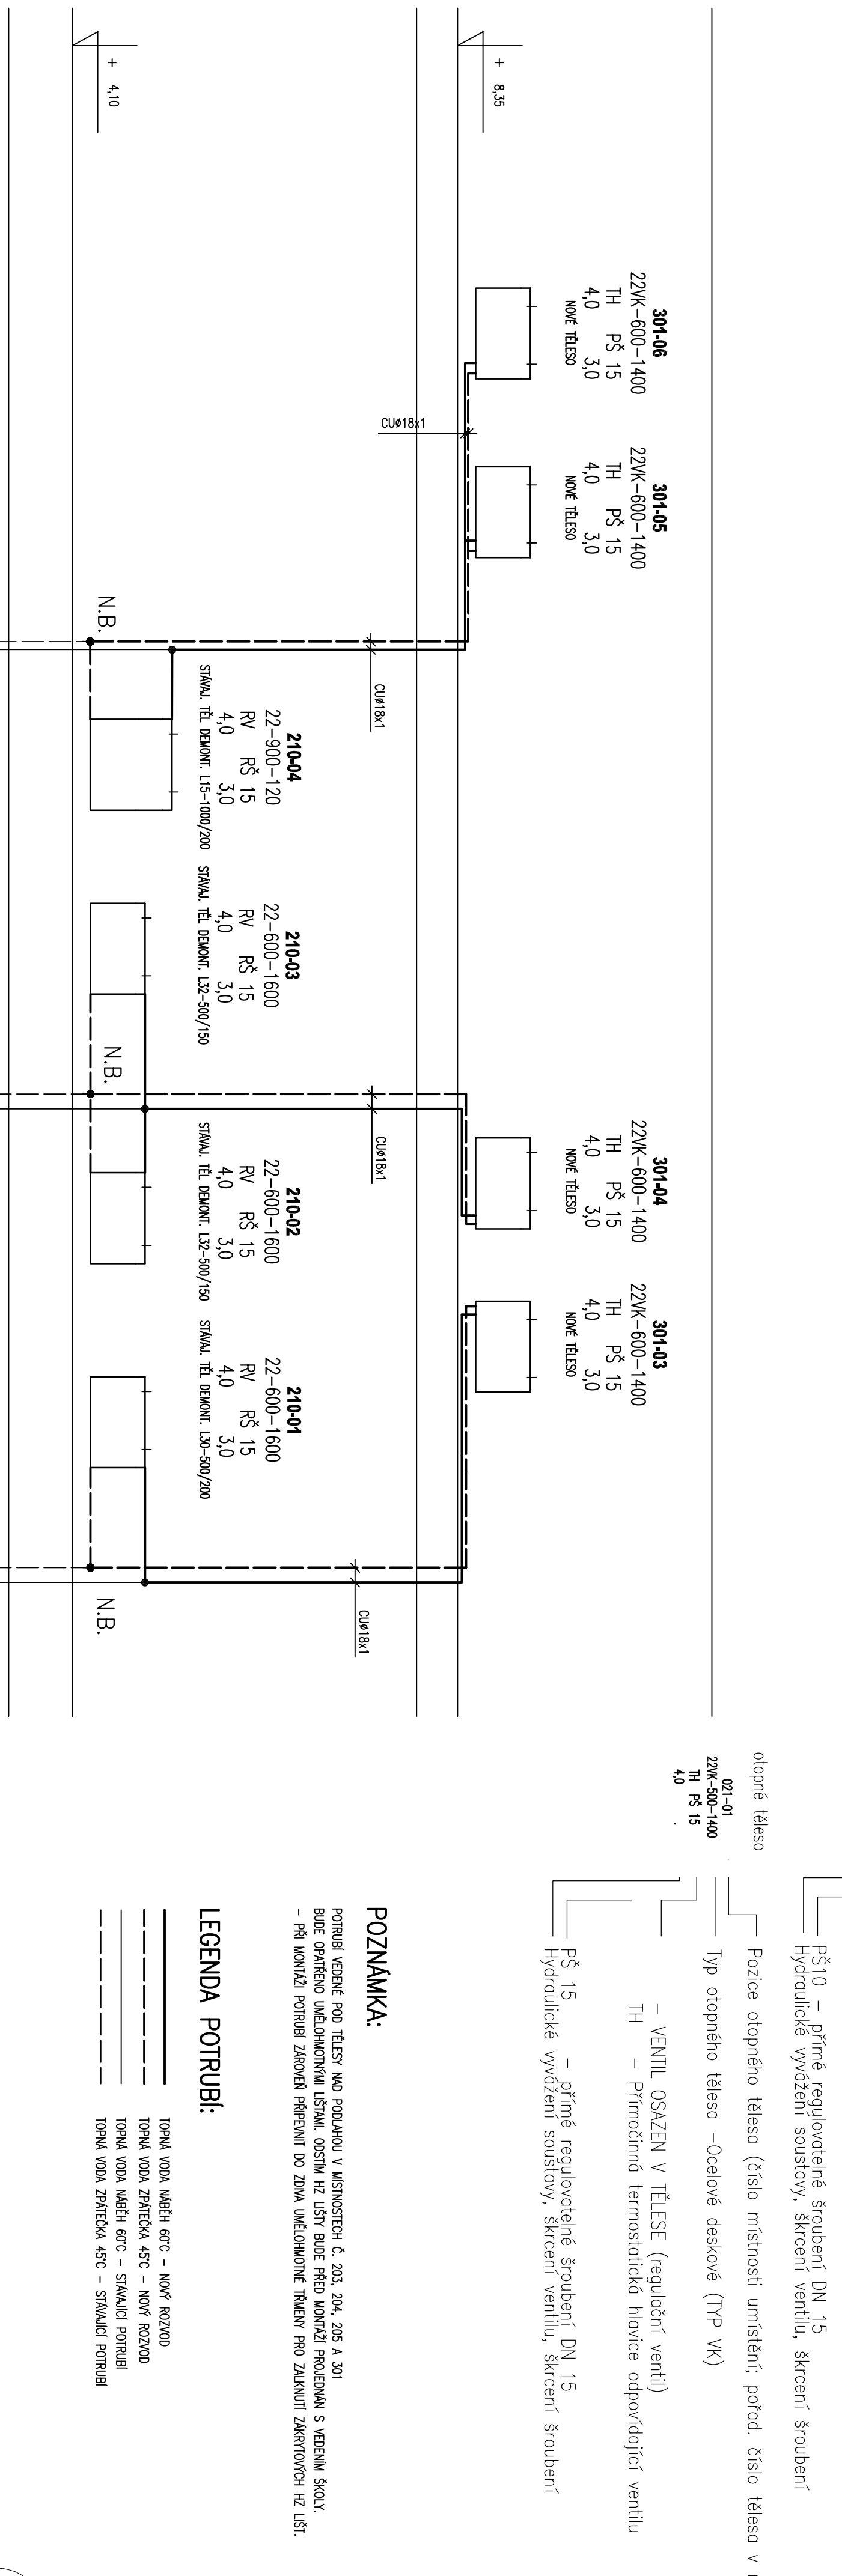 + 8,35
+ 4,10
301-06
22VK-600-1400
TH PŠ 15
4,0 3,0
NOVÉ TĚLESO
301-05
22VK-600-1400
TH PŠ 15
4,0 3,0
NOVÉ TĚLESO
301-04
22VK-600-1400
TH PŠ 15
4,0 3,0
NOVÉ TĚLESO
301-03
22VK-600-1400
TH PŠ 15
4,0 3,0
NOVÉ TĚLESO
CUø18x1
CUø18x1
CUø18x1
CUø18x1
210-04
22-900-120
RV RŠ 15
4,0 3,0
STÁVAJ. TĚL DEMONT. L15-1000/200
210-03
22-600-1600
RV RŠ 15
4,0 3,0
STÁVAJ. TĚL DEMONT. L32-500/150
210-02
22-600-1600
RV RŠ 15
4,0 3,0
STÁVAJ. TĚL DEMONT. L32-500/150
210-01
22-600-1600
RV RŠ 15
4,0 3,0
STÁVAJ. TĚL DEMONT. L30-500/200
N.B.
N.B.
N.B.
PŠ10 – přímé regulovatelné šroubení DN 15
Hydraulické vyvážení soustavy, škrcení ventilu, škrcení šroubení
otopné těleso
021-01
22VK-500-1400
TH PŠ 15
4,0 .
Pozice otopného tělesa (číslo místnosti umístění; pořad. číslo tělesa v
Typ otopného tělesa –Ocelové deskové (TYP VK)
– VENTIL OSAZEN V TĚLESE (regulační ventil)
TH – Přímočinná termostatická hlavice odpovídající ventilu
PŠ 15 – přímé regulovatelné šroubení DN 15
Hydraulické vyvážení soustavy, škrcení ventilu, škrcení šroubení
POZNÁMKA:
POTRUBÍ VEDENÉ POD TĚLESY NAD PODLAHOU V MÍSTNOSTECH Č. 203, 204, 205 A 301
BUDE OPATŘENO UMĚLOHMOTNÝMI LIŠTAMI. ODSTÍM HZ LIŠTY BUDE PŘED MONTÁŽÍ PROJEDNÁN S VEDENÍM ŠKOLY.
– PŘI MONTÁŽI POTRUBÍ ZÁROVEŇ PŘIPEVNIT DO ZDIVA UMĚLOHMOTNÉ TŘMENY PRO ZALKNUTÍ ZÁKRYTOVÝCH HZ LIŠT.
LEGENDA POTRUBÍ:
TOPNÁ VODA NÁBĚH 60°C – NOVÝ ROZVOD
TOPNÁ VODA ZPÁTEČKA 45°C – NOVÝ ROZVOD
TOPNÁ VODA NÁBĚH 60°C – STÁVAJÍCÍ POTRUBÍ
TOPNÁ VODA ZPÁTEČKA 45°C – STÁVAJÍCÍ POTRUBÍ